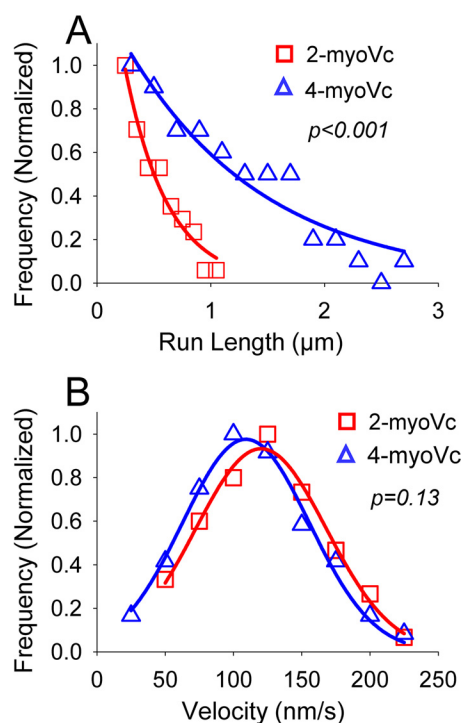 A
2-myoVc
4-myoVc
p<0.001
Frequency (Normalized)
1.0
0.8
0.6
0.4
0.2
0.0
0 1 2 3
Run Length (µm)
B
2-myoVc
4-myoVc
p=0.13
Frequency (Normalized)
1.0
0.8
0.6
0.4
0.2
0.0
0 50 100 150 200 250
Velocity (nm/s)